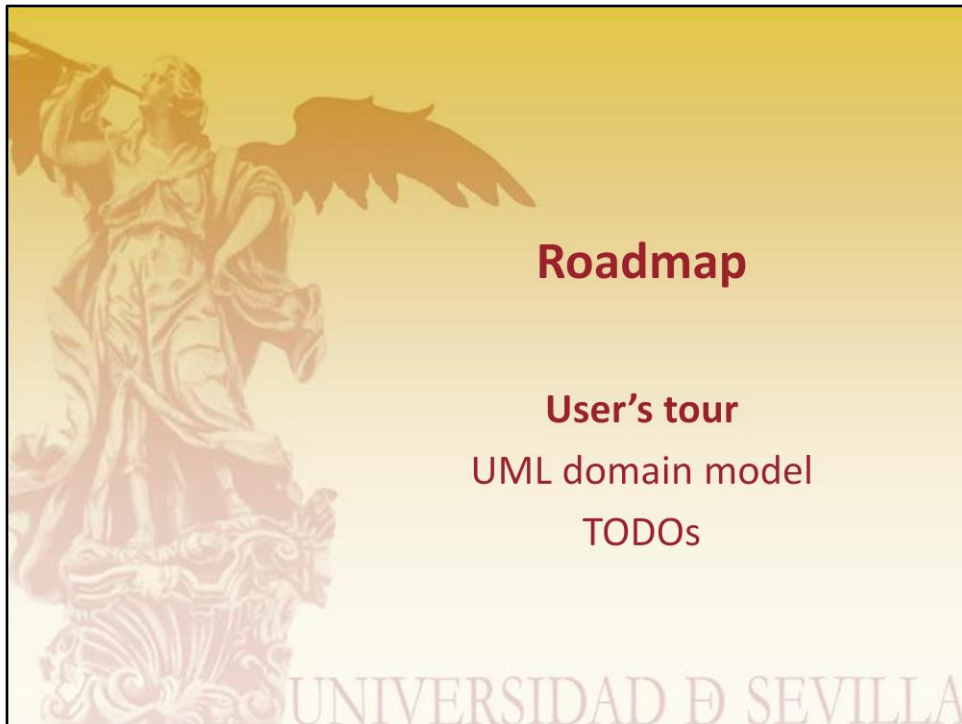 Roadmap
User’s tour
UML domain model
TODOs
UNIVERSIDAD Ð SEVILLA